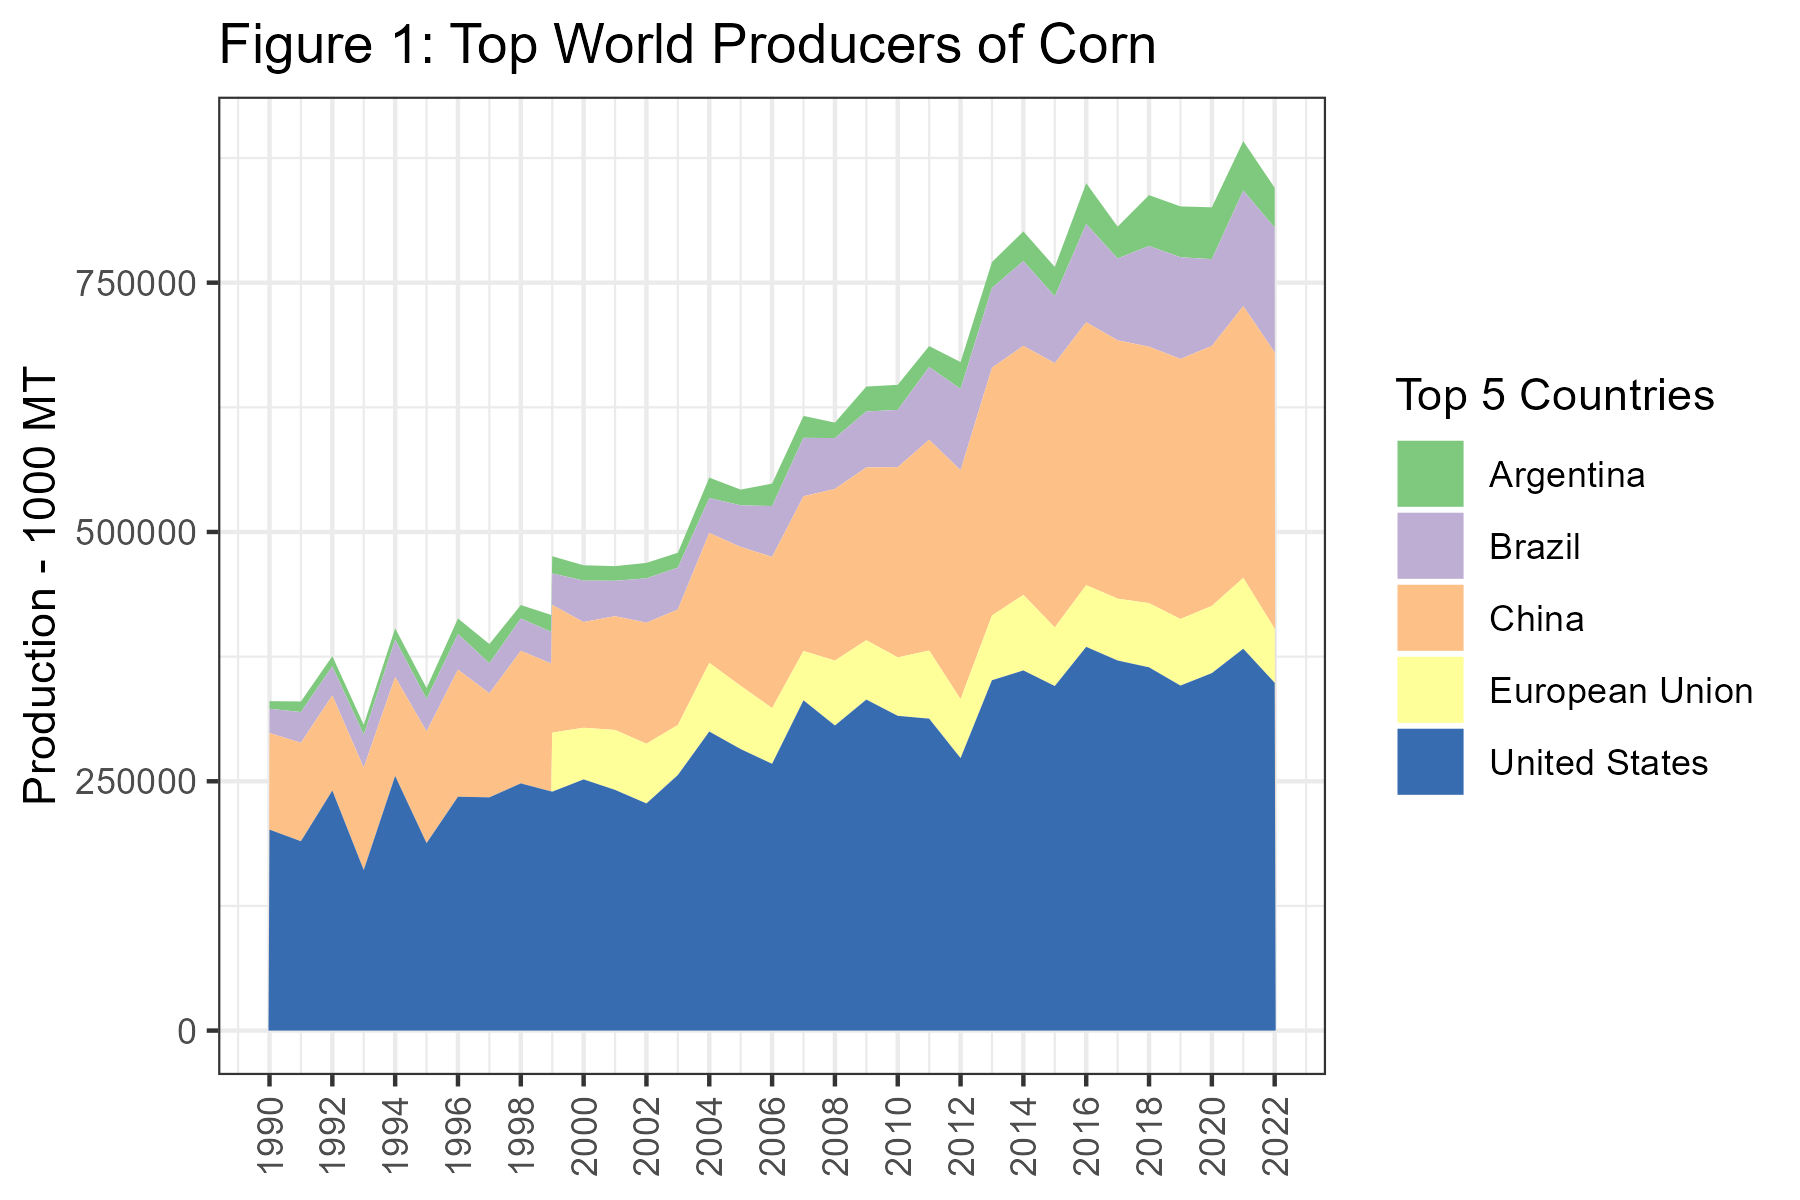 Figure 1: Top World Producers of Corn
Production - 1000 MT
750000
500000
250000
0
1990
1992
1994
1996
1998
2000
2002
2004
2006
2008
2010
2012
2014
2016
2018
2020
2022
Top 5 Countries
Argentina
Brazil
China
European Union
United States